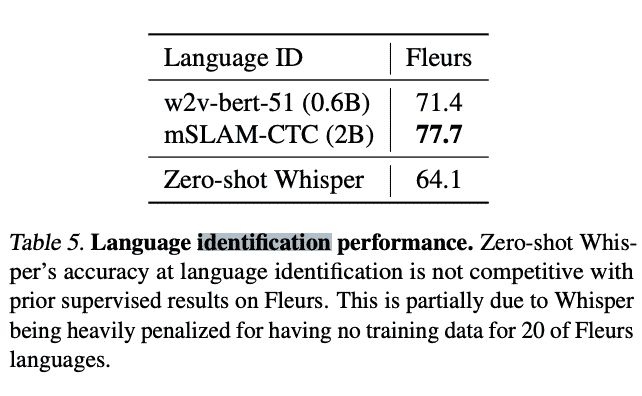 Language ID Fleurs
w2v-bert-51 (0.6B) 71.4
mSLAM-CTC (2B) 77.7
Zero-shot Whisper 64.1
Table 5. Language identification performance. Zero-shot Whis-
per's accuracy at language identification is not competitive with
prior supervised results on Fleurs. This is partially due to Whisper
being heavily penalized for having no training data for 20 of Fleurs
languages.